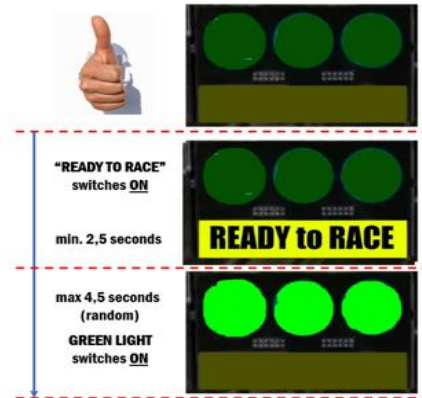 “READY TO RACE”
switches ON
min. 2,5 seconds
READY to RACE
max 4,5 seconds
(random)
GREEN LIGHT
switches ON